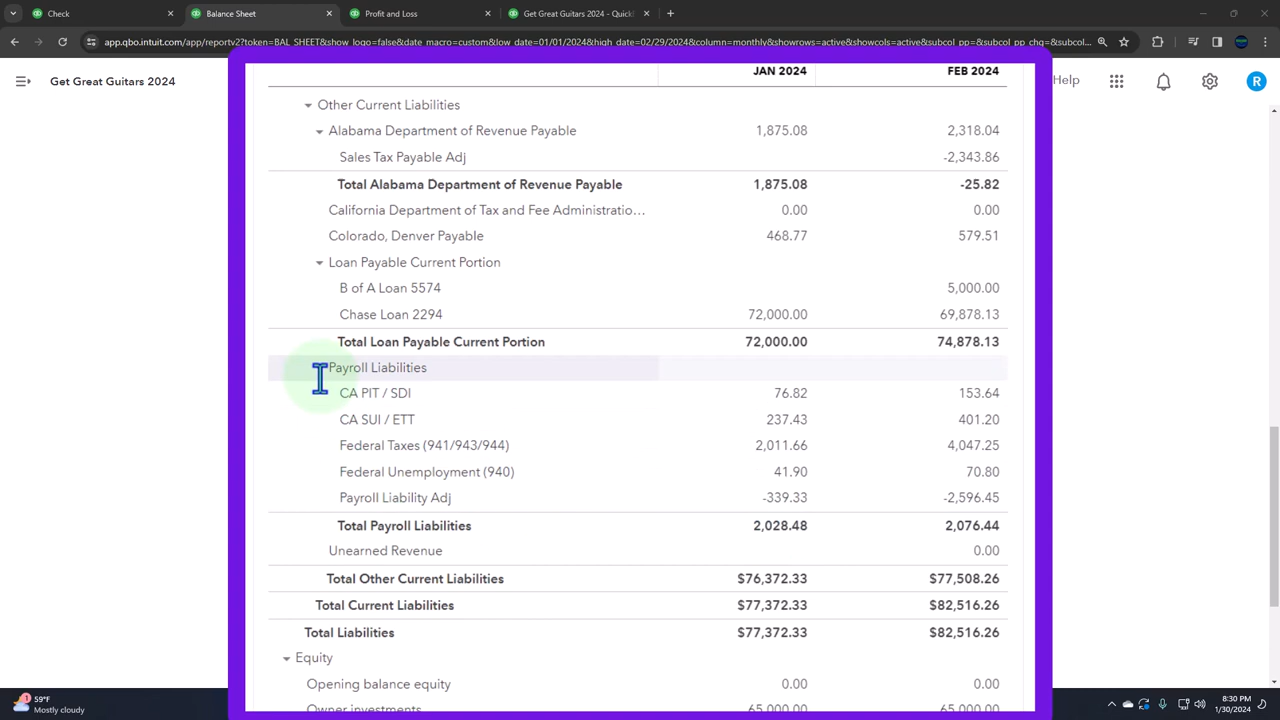 Check
Balance Sheet
Profit and Loss
Get Great Guitars 2024 - Quick
app.qbo.intuit.com/app/reportv2?token=BAL_SHEET&low_date=custom&date_macro=custom&low_date=01/01/2024&high_date=02/29/2024&column=monthly&showrows=active&showcols=active&subcol_pp=&subcol_pp_chg=&subcol...
Get Great Guitars 2024
Help
R
JAN 2024 FEB 2024
Other Current Liabilities
Alabama Department of Revenue Payable 1,875.08 2,318.04
Sales Tax Payable Adj -2,343.86
Total Alabama Department of Revenue Payable 1,875.08 -25.82
California Department of Tax and Fee Administratio... 0.00 0.00
Colorado, Denver Payable 468.77 579.51
Loan Payable Current Portion
B of A Loan 5574 5,000.00
Chase Loan 2294 72,000.00 69,878.13
Total Loan Payable Current Portion 72,000.00 74,878.13
Payroll Liabilities
CA PIT / SDI 76.82 153.64
CA SUI / ETT 237.43 401.20
Federal Taxes (941/943/944) 2,011.66 4,047.25
Federal Unemployment (940) 41.90 70.80
Payroll Liability Adj -339.33 -2,596.45
Total Payroll Liabilities 2,028.48 2,076.44
Unearned Revenue 0.00
Total Other Current Liabilities $76,372.33 $77,508.26
Total Current Liabilities $77,372.33 $82,516.26
Total Liabilities $77,372.33 $82,516.26
Equity
Opening balance equity 0.00 0.00
Owner investments 65,000.00 65,000.00
1
59°F
Mostly cloudy
8:30 PM
1/30/2024